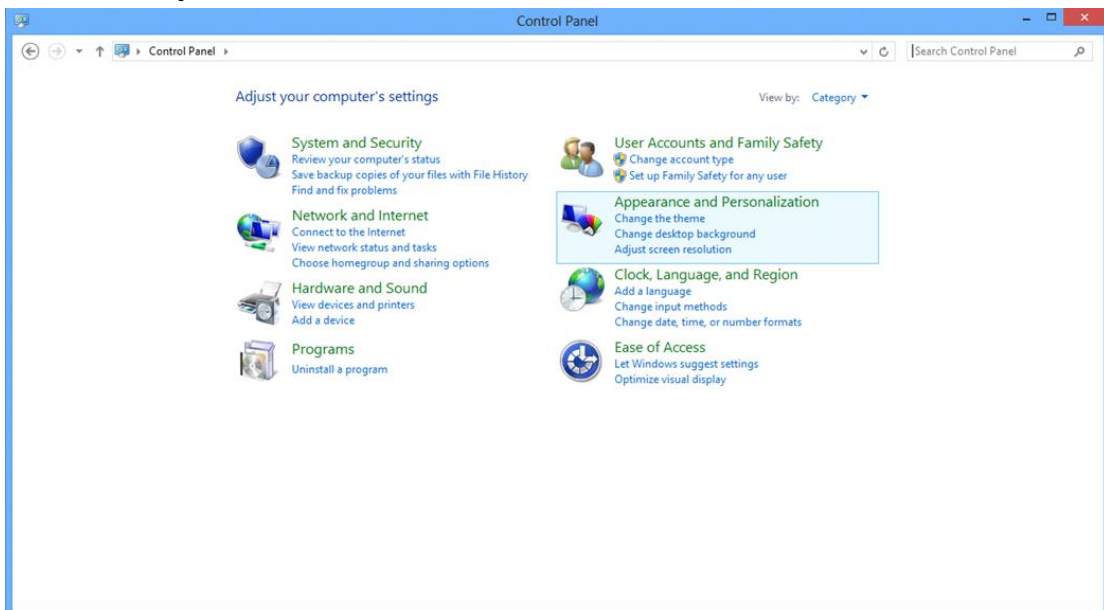 Control Panel
Control Panel
Search Control Panel
Adjust your computer's settings
View by: Category
System and Security
Review your computer's status
Save backup copies of your files with File History
Find and fix problems
Network and Internet
Connect to the Internet
View network status and tasks
Choose homegroup and sharing options
Hardware and Sound
View devices and printers
Add a device
Programs
Uninstall a program
User Accounts and Family Safety
Change account type
Set up Family Safety for any user
Appearance and Personalization
Change the theme
Change desktop background
Adjust screen resolution
Clock, Language, and Region
Add a language
Change input methods
Change date, time, or number formats
Ease of Access
Let Windows suggest settings
Optimize visual display